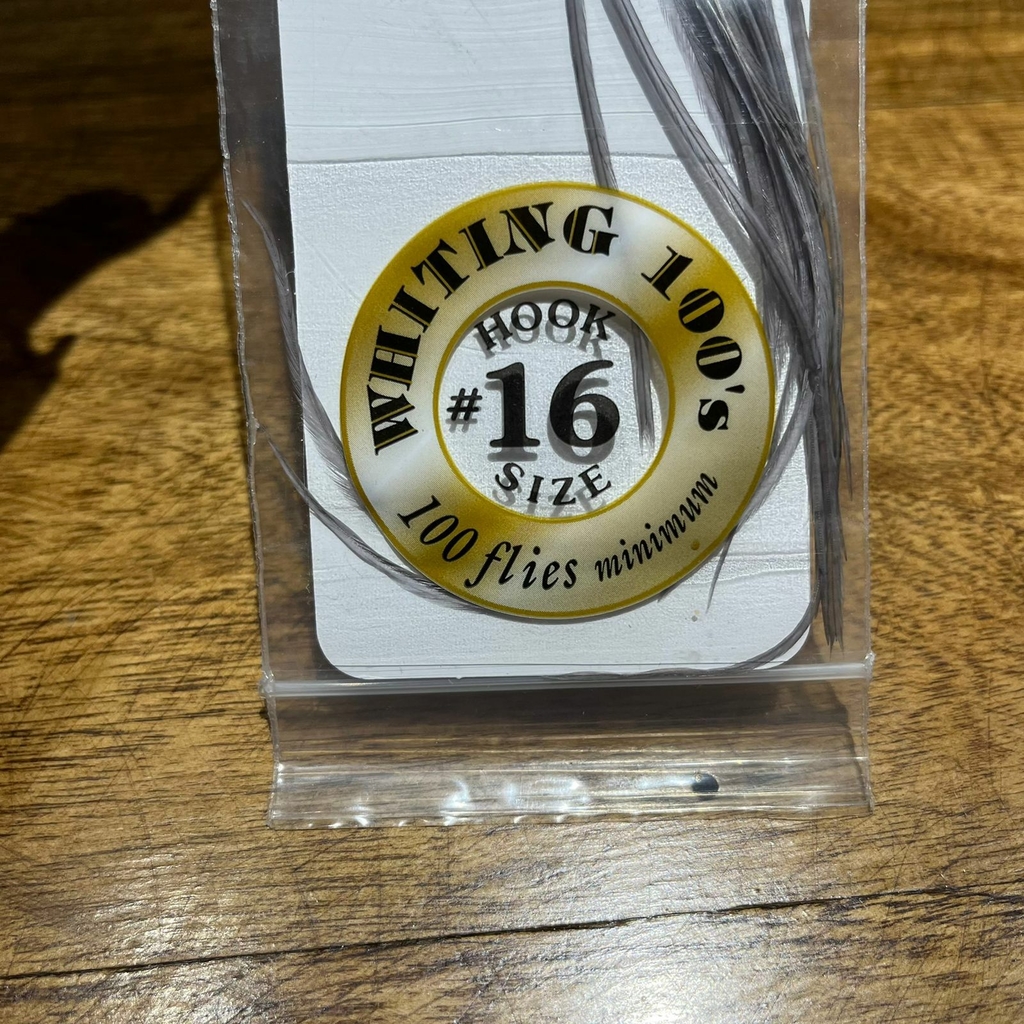 WHITING 100's
HOOK
#16
SIZE
100 flies minimum